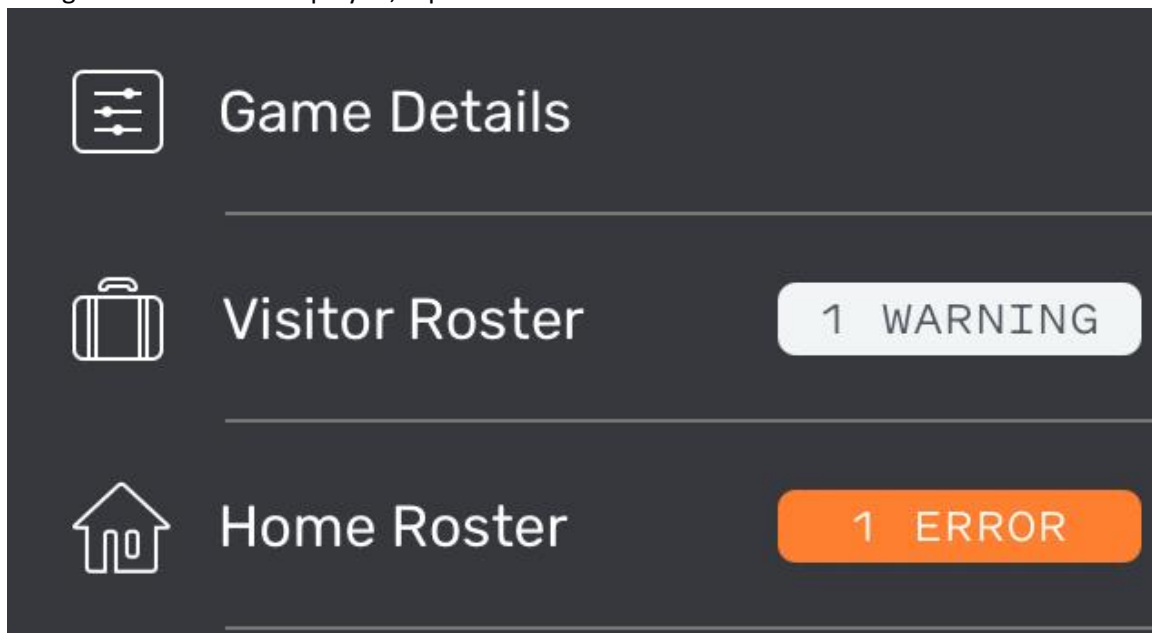 Game Details
Visitor Roster
1 WARNING
Home Roster
1 ERROR